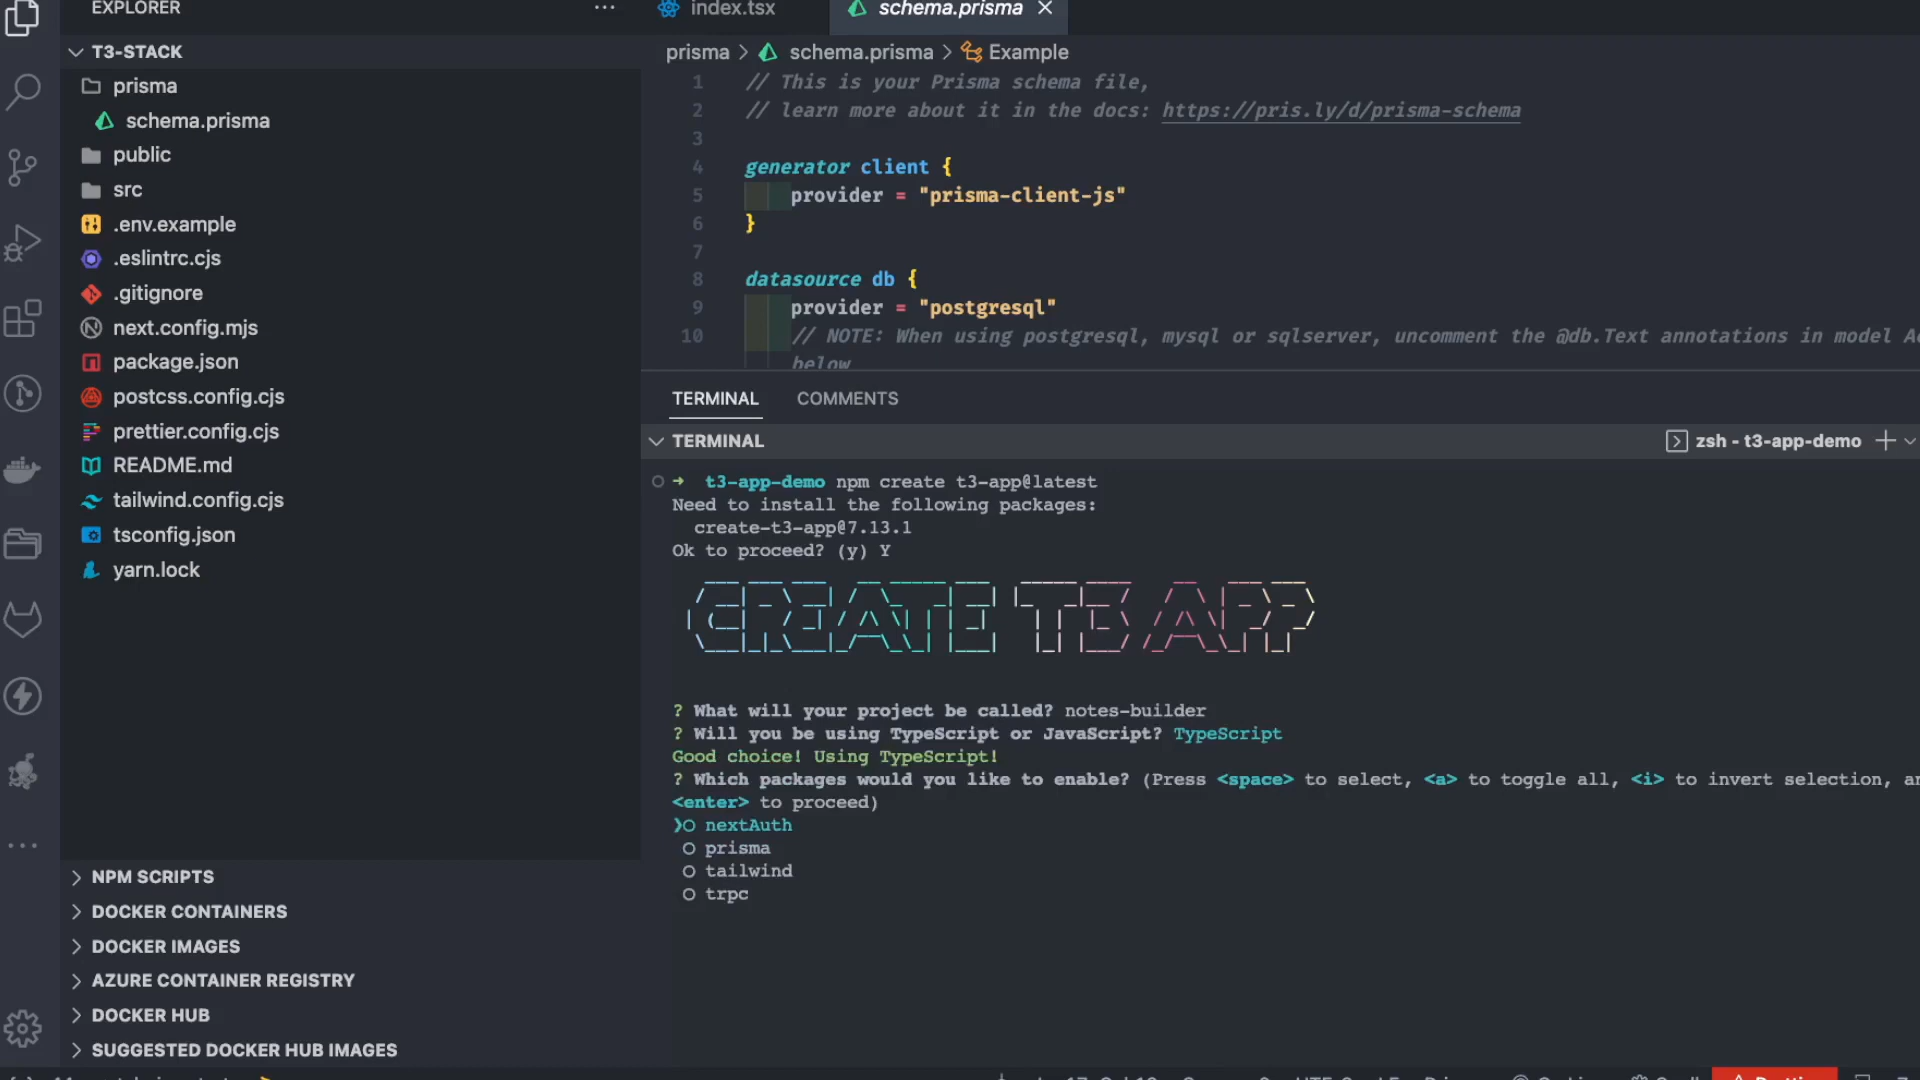 EXPLORER
T3-STACK
prisma
schema.prisma
public
src
.env.example
.eslintrc.cjs
.gitignore
next.config.mjs
package.json
postcss.config.cjs
prettier.config.cjs
README.md
tailwind.config.cjs
tsconfig.json
yarn.lock
NPM SCRIPTS
DOCKER CONTAINERS
DOCKER IMAGES
AZURE CONTAINER REGISTRY
DOCKER HUB
SUGGESTED DOCKER HUB IMAGES
index.tsx
schema.prisma
prisma > schema.prisma > Example
1 // This is your Prisma schema file,
2 // learn more about it in the docs: https://pris.ly/d/prisma-schema
3
4 generator client {
5 provider = "prisma-client-js"
6 }
7
8 datasource db {
9 provider = "postgresql"
10 // NOTE: When using postgresql, mysql or sqlserver, uncomment the @db.Text annotations in model
below
TERMINAL COMMENTS
TERMINAL
zsh - t3-app-demo
t3-app-demo npm create t3-app@latest
Need to install the following packages:
create-t3-app@7.13.1
Ok to proceed? (y) Y
CREATE T3 APP
? What will your project be called? notes-builder
? Will you be using TypeScript or JavaScript? TypeScript
Good choice! Using TypeScript!
? Which packages would you like to enable? (Press <space> to select, <a> to toggle all, <i> to invert selection,
<enter> to proceed)
nextAuth
prisma
tailwind
trpc